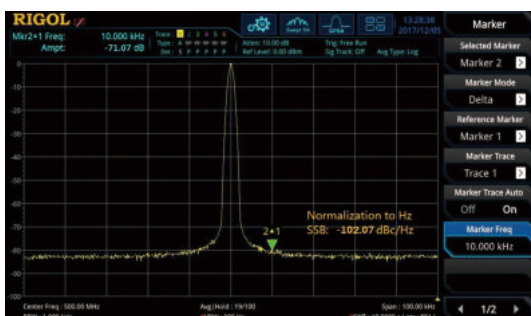 RIGOL
Mkr2▲1 Freq: 10.000 kHz
Ampt: -71.07 dB
Trace: 1 2 3 4 5 6
Atten: 10.00 dB
Ref Level: 0.00 dBm
Trig: Free Run
Sig Track: Off Avg Type: Log
Swept SA
GPSA
13:28:38
2017/12/05
Marker
Selected Marker
Marker 2
Marker Mode
Delta
Reference Marker
Marker 1
Marker Trace
Trace 1
Marker Trace Auto
Off On
Marker Freq
10.000 kHz
1/2
0
-10
-20
-30
-40
-50
-60
-70
-80
-90
-100
Normalization to Hz
SSB: -102.07 dBc/Hz
2▲1
Center Freq: 500.00 MHz
Avg|Hold: 19/100
Span: 100.00 kHz